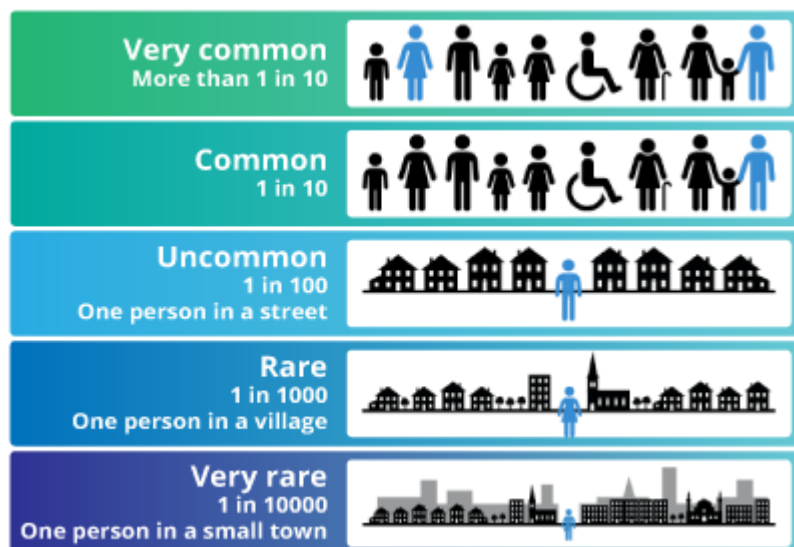 Very common
More than 1 in 10
Common
1 in 10
Uncommon
1 in 100
One person in a street
Rare
1 in 1000
One person in a village
Very rare
1 in 10000
One person in a small town